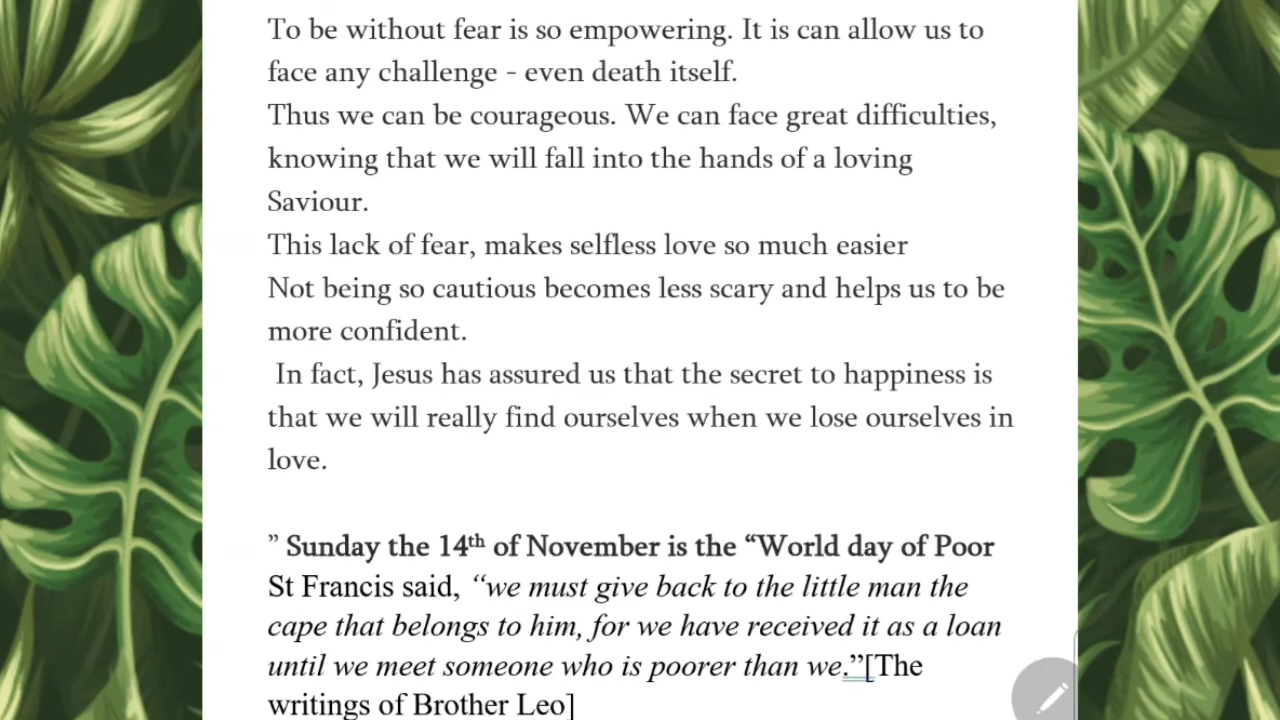 To be without fear is so empowering. It is can allow us to
face any challenge - even death itself.
Thus we can be courageous. We can face great difficulties,
knowing that we will fall into the hands of a loving
Saviour.
This lack of fear, makes selfless love so much easier
Not being so cautious becomes less scary and helps us to be
more confident.
In fact, Jesus has assured us that the secret to happiness is
that we will really find ourselves when we lose ourselves in
love.
” Sunday the 14th of November is the “World day of Poor
St Francis said, “we must give back to the little man the
cape that belongs to him, for we have received it as a loan
until we meet someone who is poorer than we.”[The
writings of Brother Leo]